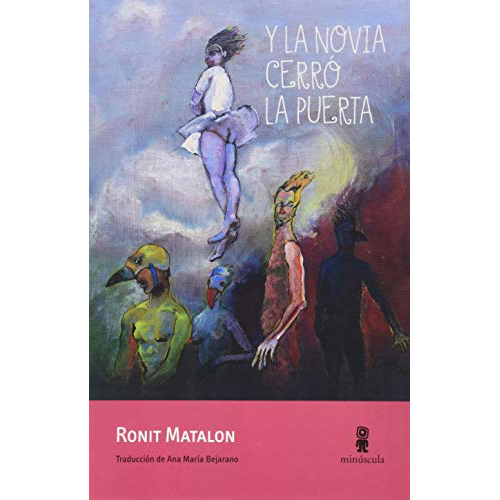 Y LA NOVIA
CERRÓ
LA PUERTA
RONIT MATALON
Traducción de Ana María Bejarano
minúscula